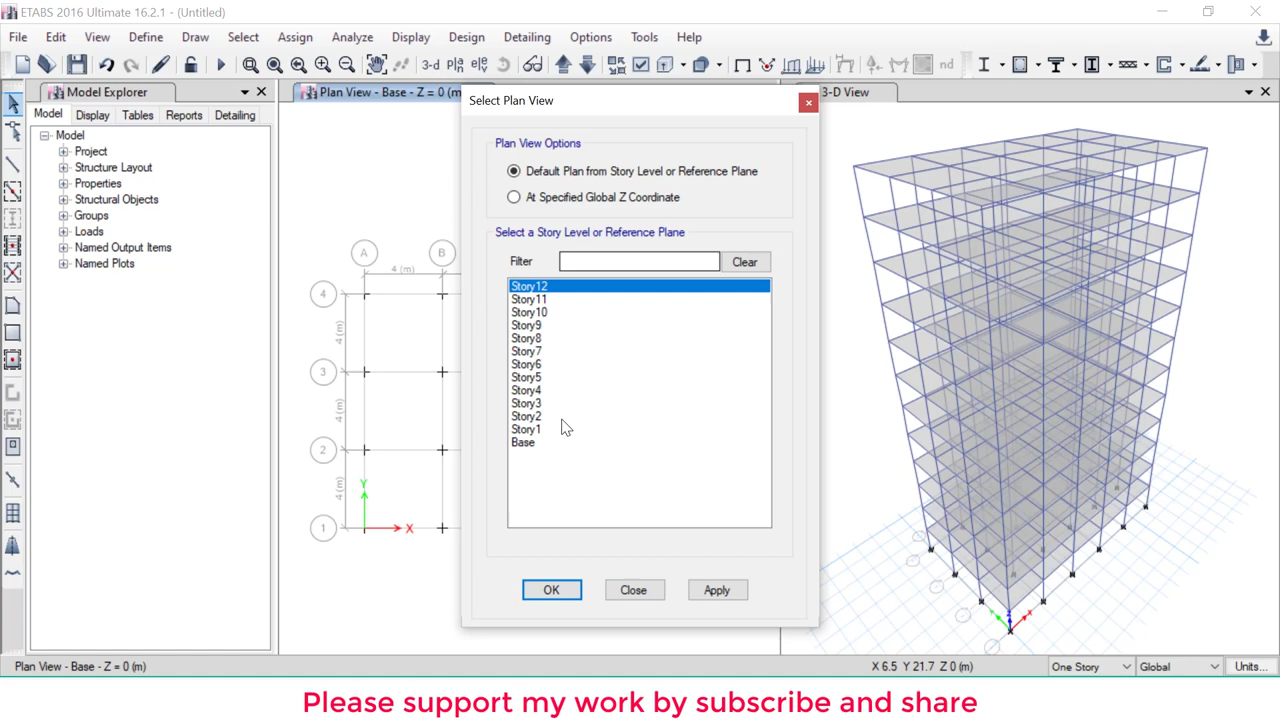 ETABS 2016 Ultimate 16.2.1 - (Untitled)
File Edit View Define Draw Select Assign Analyze Display Design Detailing Options Tools Help
3-d nd
Model Explorer
Model Display Tables Reports Detailing
Model
Project
Structure Layout
Properties
Structural Objects
Groups
Loads
Named Output Items
Named Plots
Plan View - Base - Z = 0 (m
A B
4 (m)
4
4 (m)
3
4 (m)
2
4 (m)
Y
1
X
Select Plan View
Plan View Options
Default Plan from Story Level or Reference Plane
At Specified Global Z Coordinate
Select a Story Level or Reference Plane
Filter Clear
Story12
Story11
Story10
Story9
Story8
Story7
Story6
Story5
Story4
Story3
Story2
Story1
Base
OK Close Apply
3-D View
Plan View - Base - Z = 0 (m) X 6.5 Y 21.7 Z 0 (m) One Story Global Units...
Please support my work by subscribe and share